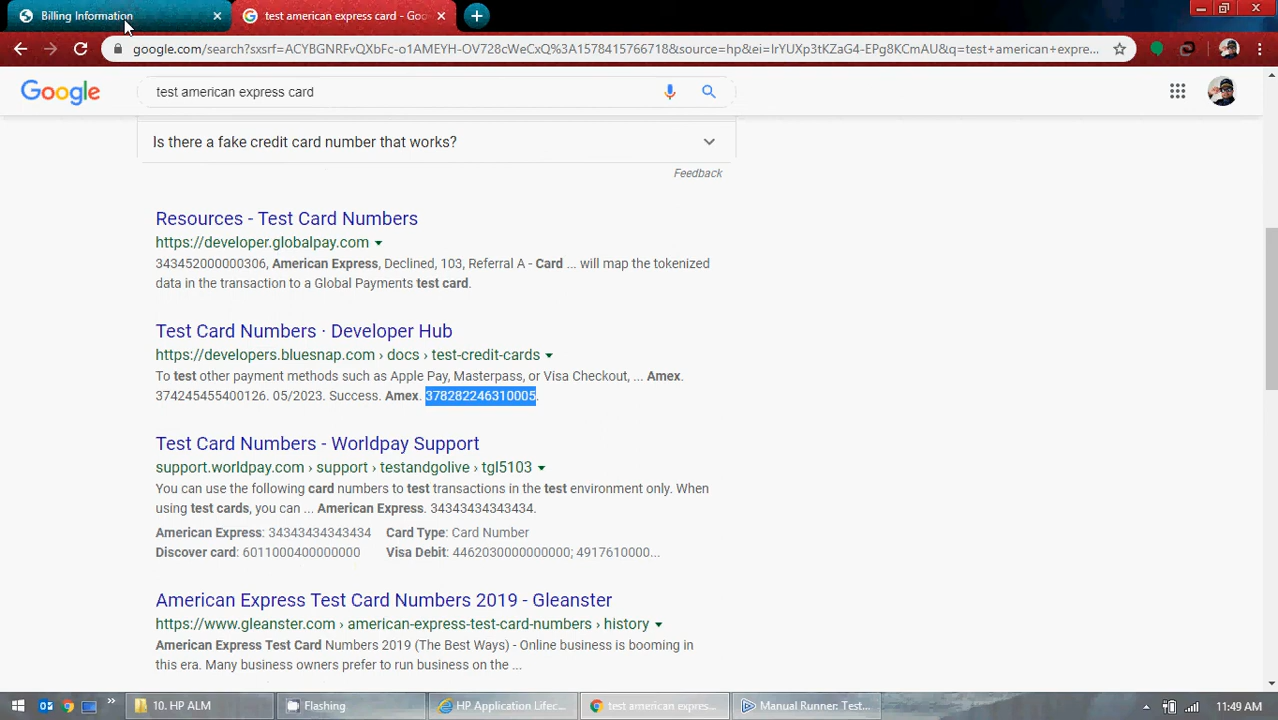 Billing Information
test american express card - Goo
google.com/search?sxsrf=ACYBGNRFvQXbFc-o1AMEYH-OV728cWeCxQ%3A1578415766718&source=hp&ei=IrYUXp3tKZaG4-EPg8KCmAU&q=test+american+expre...
Google
test american express card
Is there a fake credit card number that works?
Feedback
Resources - Test Card Numbers
https://developer.globalpay.com
343452000000306, American Express, Declined, 103, Referral A - Card ... will map the tokenized
data in the transaction to a Global Payments test card.
Test Card Numbers · Developer Hub
https://developers.bluesnap.com › docs › test-credit-cards
To test other payment methods such as Apple Pay, Masterpass, or Visa Checkout, ... Amex.
374245455400126. 05/2023. Success. Amex. 378282246310005.
Test Card Numbers - Worldpay Support
support.worldpay.com › support › testandgolive › tgl5103
You can use the following card numbers to test transactions in the test environment only. When
using test cards, you can ... American Express. 34343434343434.
American Express: 34343434343434 Card Type: Card Number
Discover card: 6011000400000000 Visa Debit: 4462030000000000; 4917610000...
American Express Test Card Numbers 2019 - Gleanster
https://www.gleanster.com › american-express-test-card-numbers › history
American Express Test Card Numbers 2019 (The Best Ways) - Online business is booming in
this era. Many business owners prefer to run business on the ...
10. HP ALM
Flashing
HP Application Lifec...
test american expres...
Manual Runner: Test...
11:49 AM